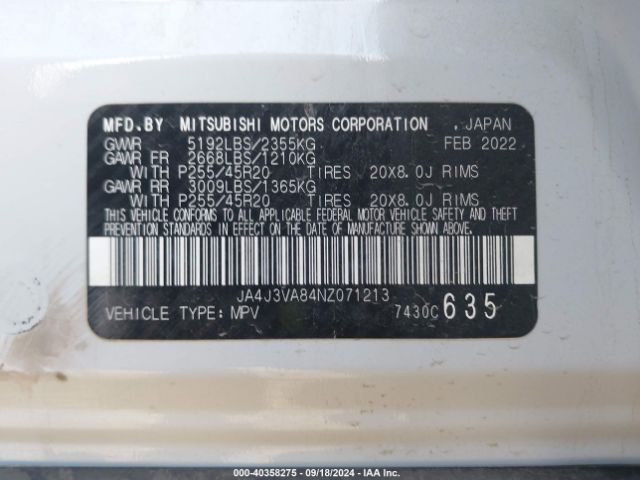 MFD.BY MITSUBISHI MOTORS CORPORATION , JAPAN
GVWR 5192LBS/2355KG FEB 2022
GAWR FR 2668LBS/1210KG
WITH P255/45R20 TIRES 20X8.0J RIMS
GAWR RR 3009LBS/1365KG
WITH P255/45R20 TIRES 20X8.0J RIMS
THIS VEHICLE CONFORMS TO ALL APPLICABLE FEDERAL MOTOR VEHICLE SAFETY AND THEFT
PREVENTION STANDARDS IN EFFECT ON THE DATE OF MANUFACTURE SHOWN ABOVE.
JA4J3VA84NZ071213
VEHICLE TYPE: MPV 7430C 635
000-40358275 - 09/18/2024 - IAA Inc.